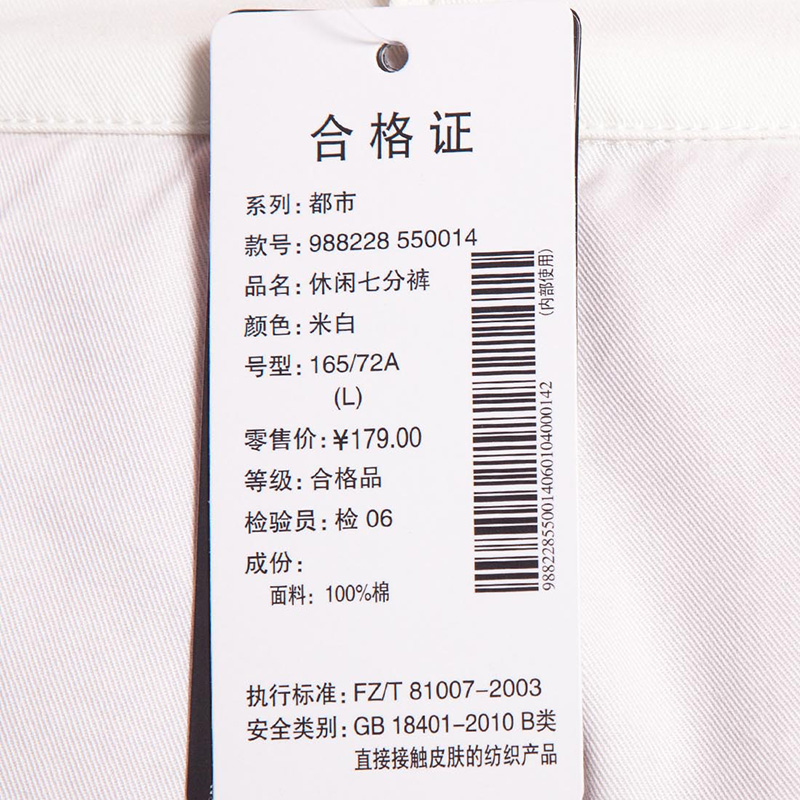 合格证
系列：都市
款号：988228 550014
品名：休闲七分裤
颜色：米白
号型：165/72A
(L)
零售价：¥179.00
等级：合格品
检验员：检 06
成份：
面料：100%棉
执行标准：FZ/T 81007-2003
安全类别：GB 18401-2010 B类
直接接触皮肤的纺织产品
(内部使用)
98822855001406010400014​2